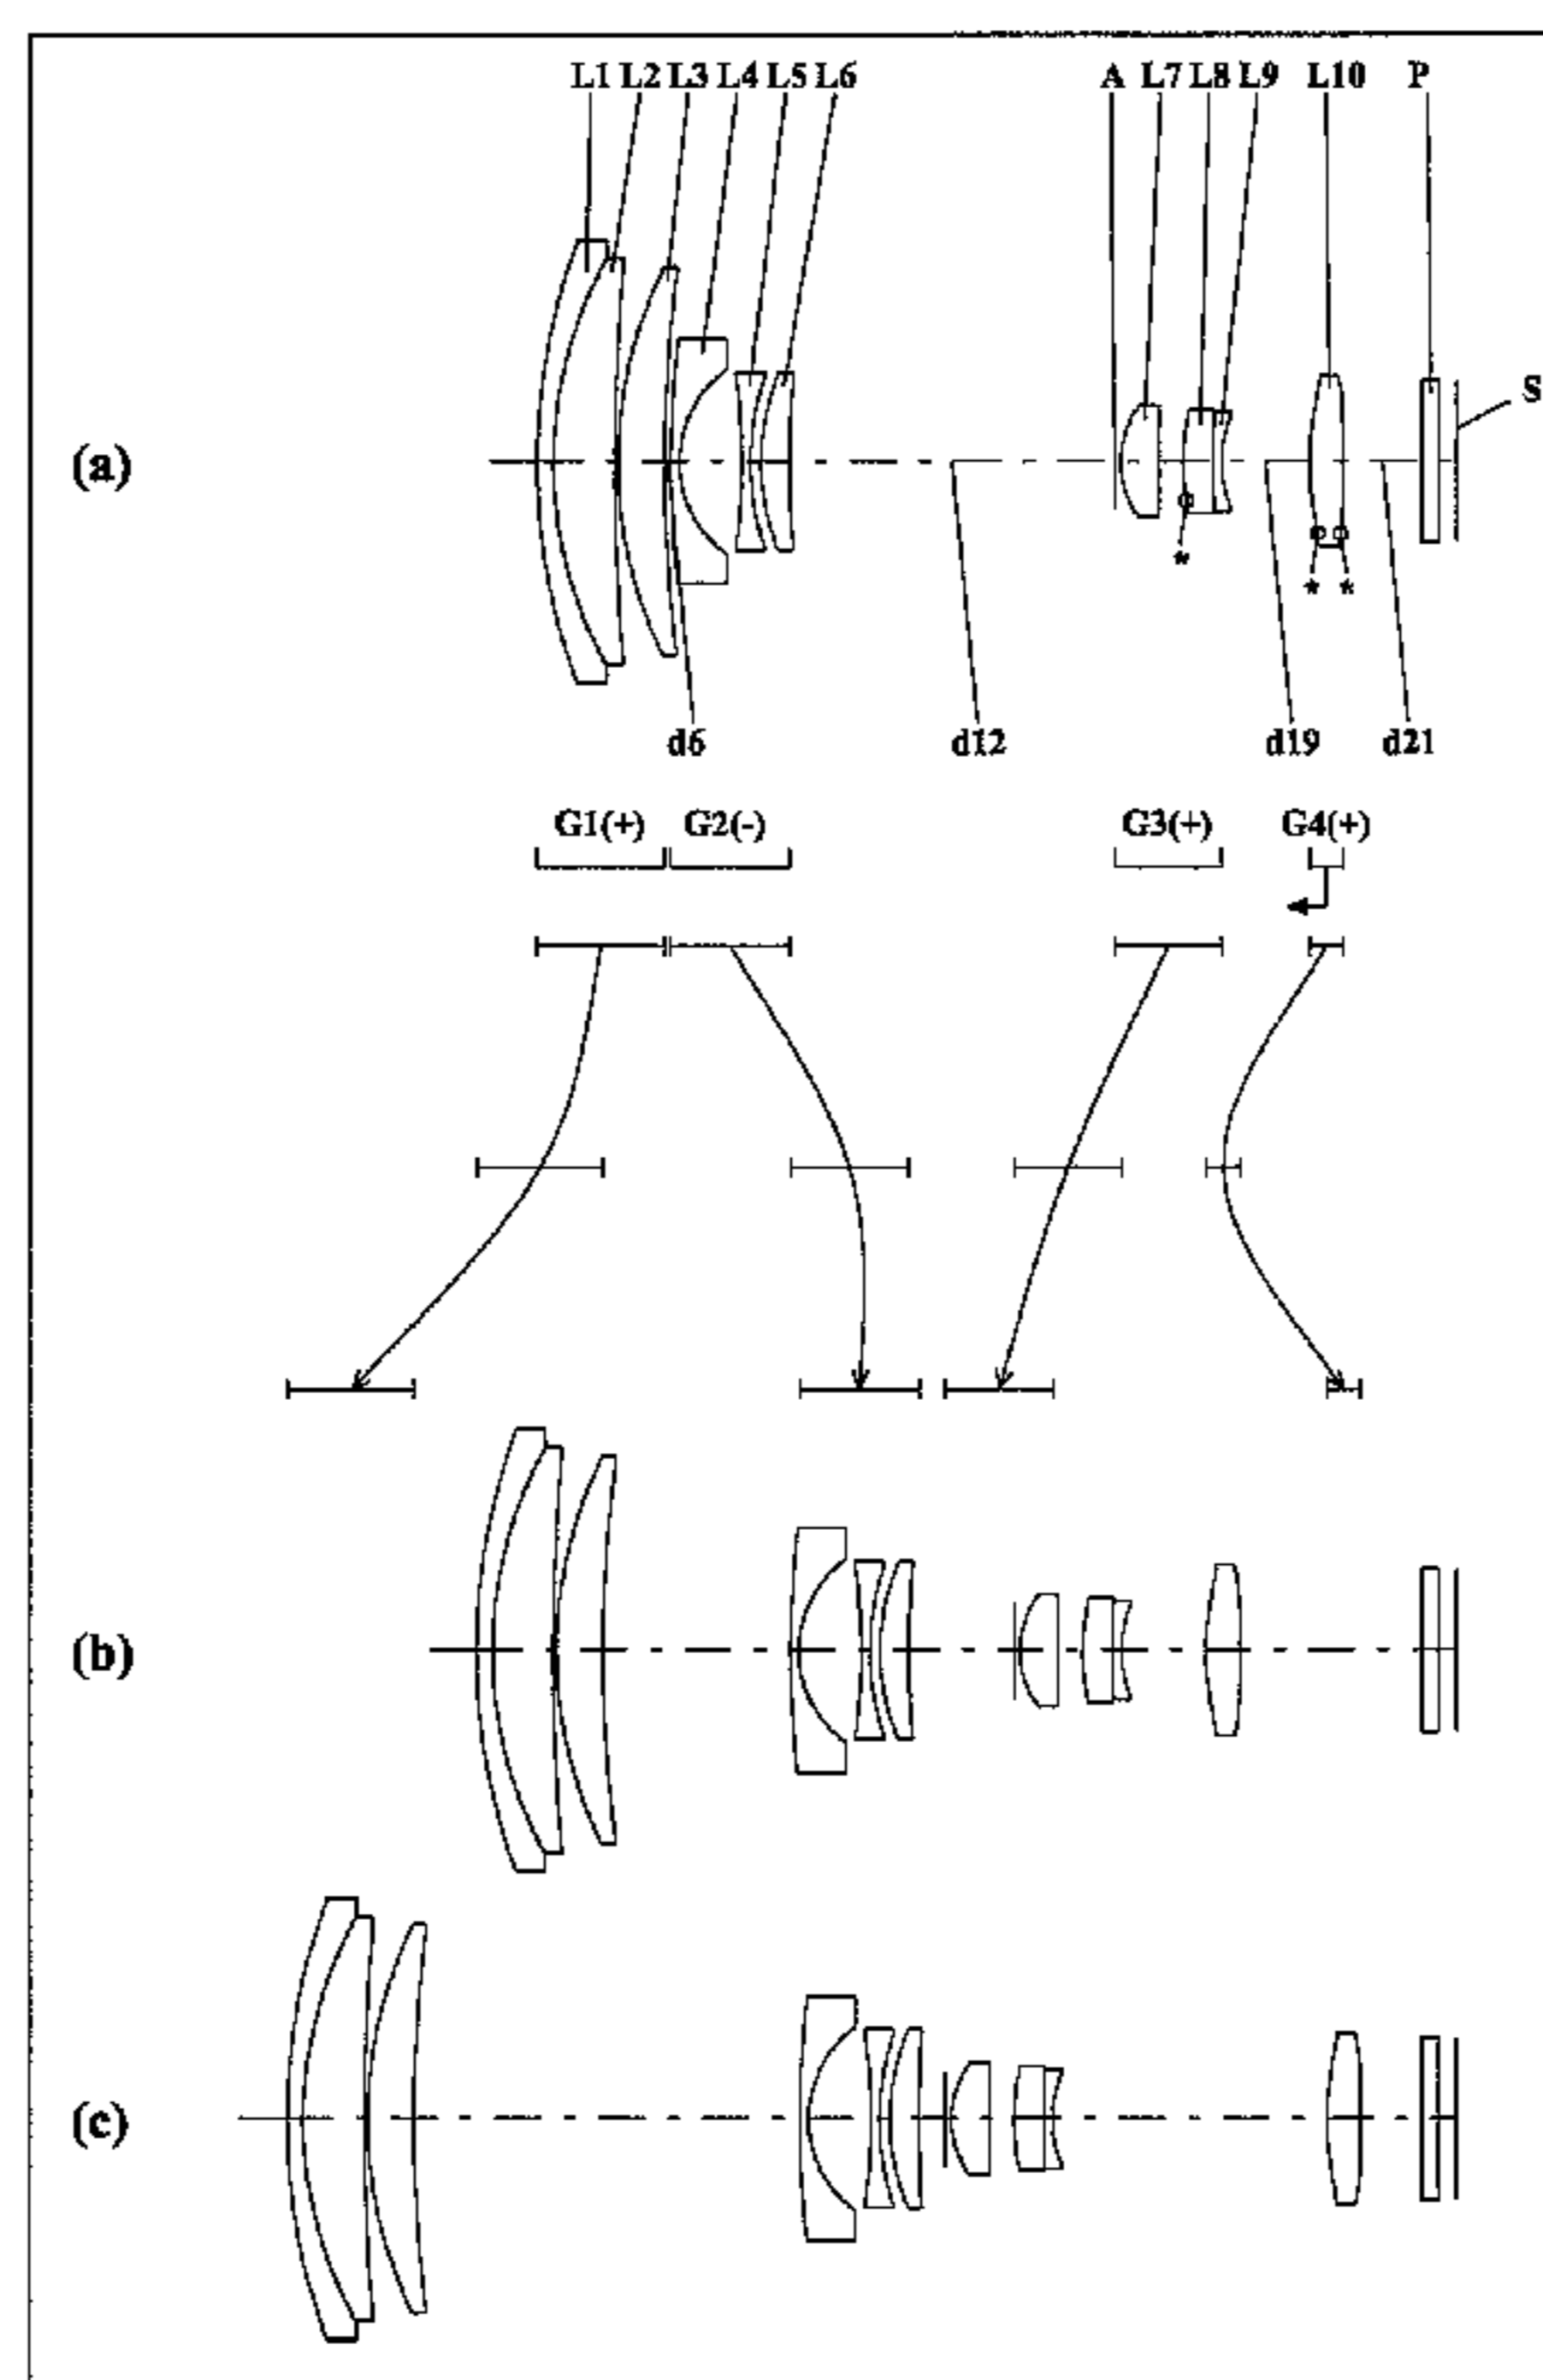 L1 L2 L3 L4 L5 L6 A L7 L8 L9 L10 P
S
(a)
* * *
d6 d12 d19 d21
G1(+) G2(-) G3(+) G4(+)
(b)
(c)